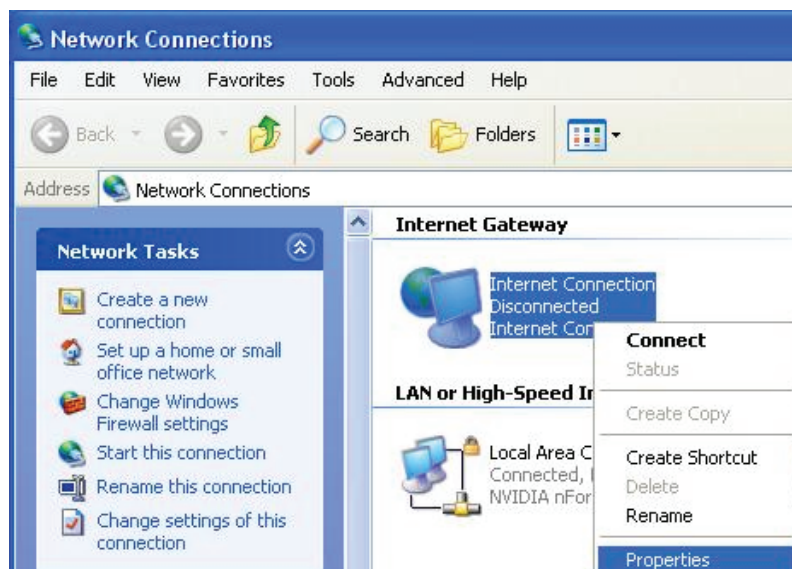 Network Connections
File Edit View Favorites Tools Advanced Help
Back Search Folders
Address Network Connections
Network Tasks
Create a new
connection
Set up a home or small
office network
Change Windows
Firewall settings
Start this connection
Rename this connection
Change settings of this
connection
Internet Gateway
Internet Connection
Disconnected
Internet Con
LAN or High-Speed In
Local Area C
Connected,
NVIDIA nFor
Connect
Status
Create Copy
Create Shortcut
Delete
Rename
Properties